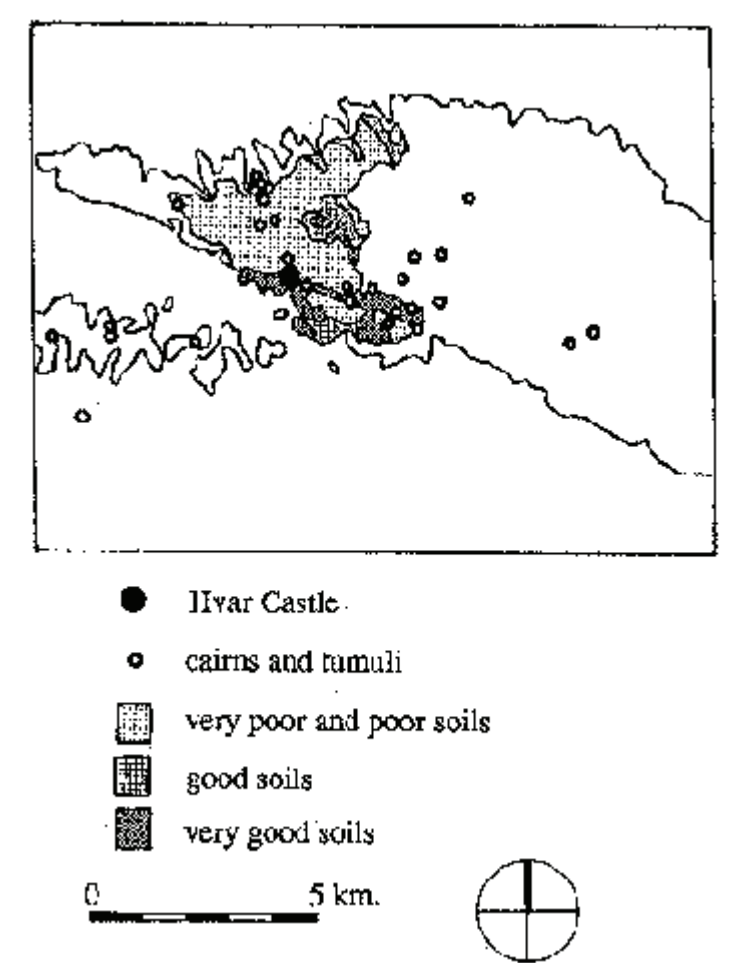 Hvar Castle
cairns and tumuli
very poor and poor soils
good soils
very good soils
0 5 km.